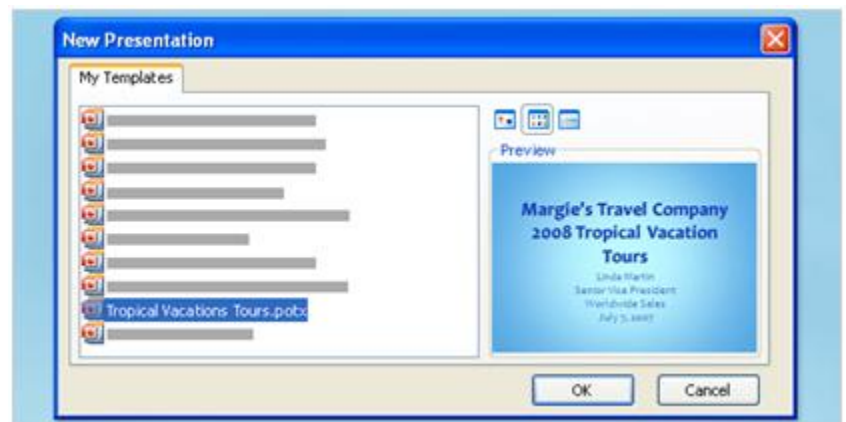 New Presentation
My Templates
Preview
Margie's Travel Company
2008 Tropical Vacation
Tours
Linda Martin
Senior Vice President
Worldwide Sales
July 7, 2007
Tropical Vacations Tours.potx
OK
Cancel